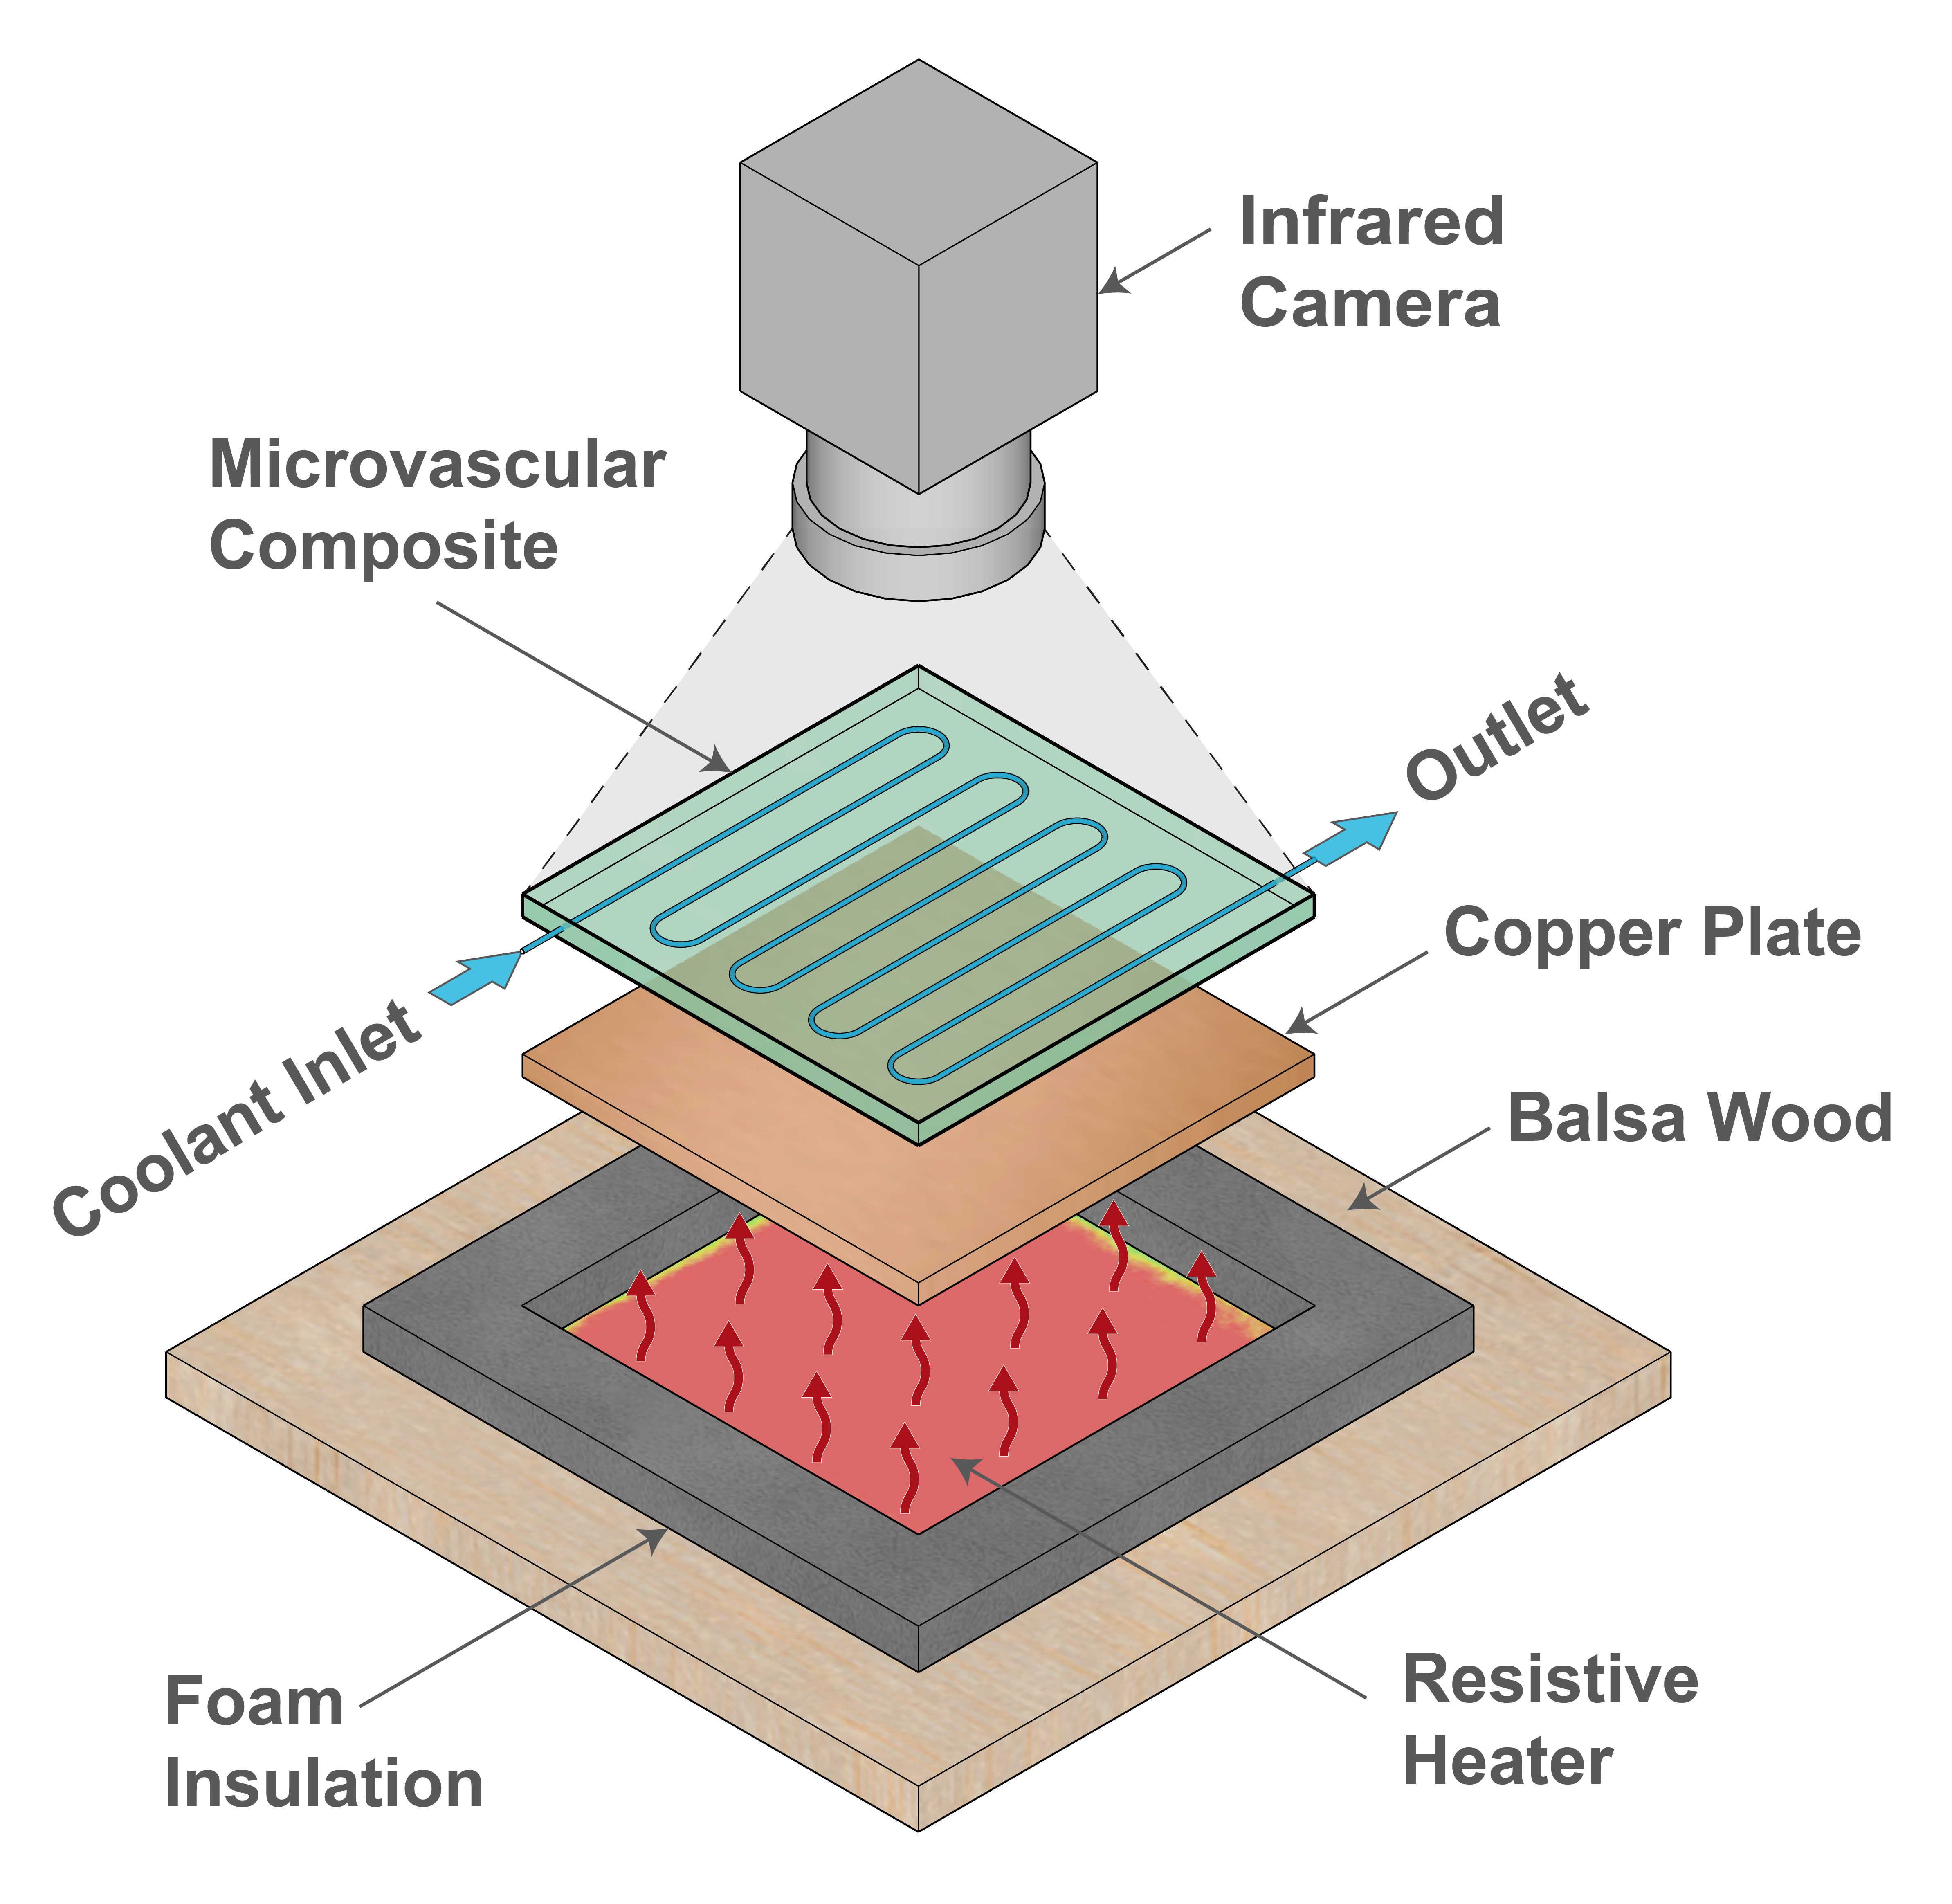 Infrared
Camera
Microvascular
Composite
Outlet
Copper Plate
Coolant Inlet
Balsa Wood
Foam
Insulation
Resistive
Heater